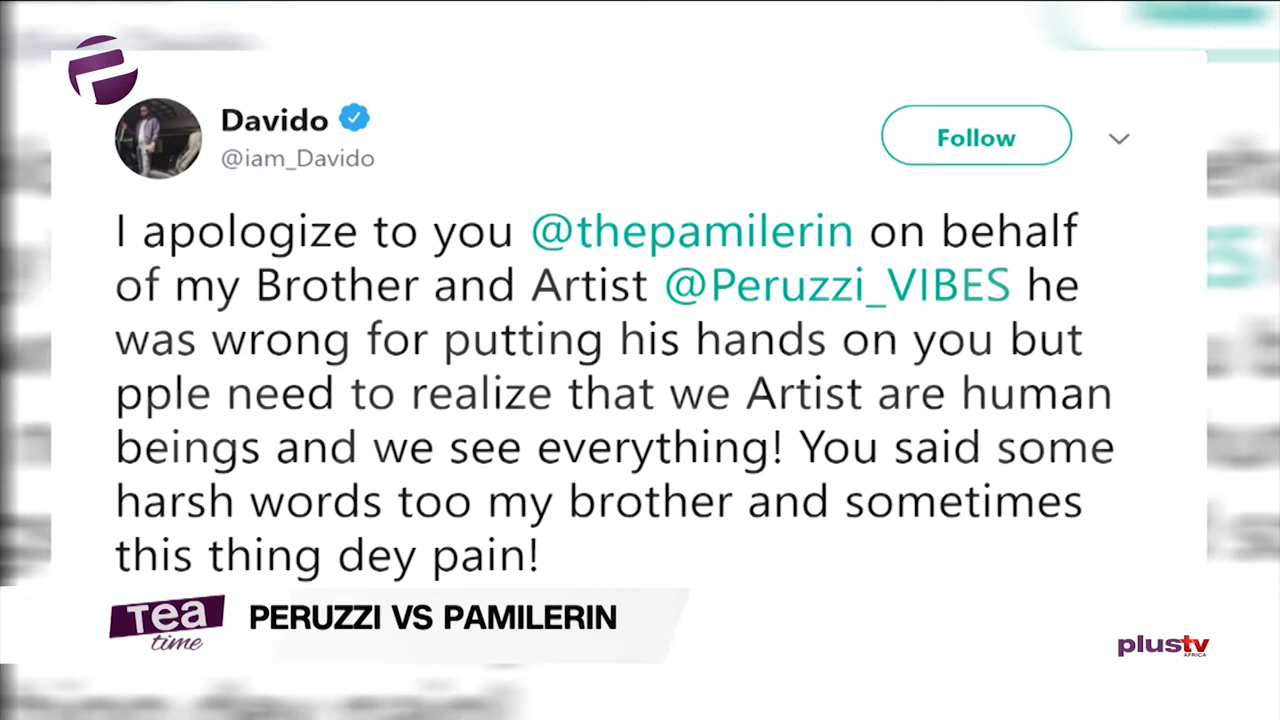 Davido
@iam_Davido
Follow
I apologize to you @thepamilerin on behalf
of my Brother and Artist @Peruzzi_VIBES he
was wrong for putting his hands on you but
pple need to realize that we Artist are human
beings and we see everything! You said some
harsh words too my brother and sometimes
this thing dey pain!
Tea
time
PERUZZI VS PAMILERIN
plustv
AFRICA